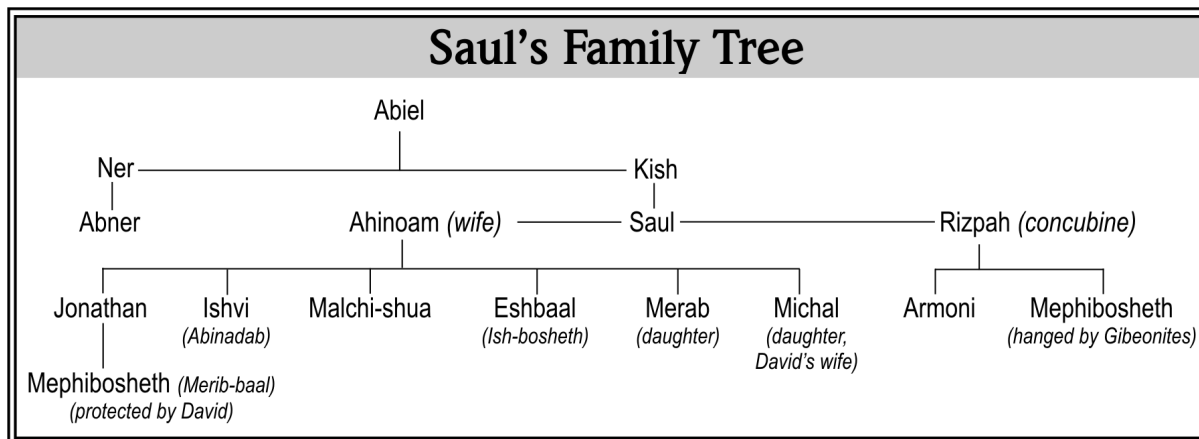 Saul's Family Tree
Abiel
Ner Kish
Abner Ahinoam (wife) Saul Rizpah (concubine)
Jonathan Ishvi Malchi-shua Eshbaal Merab Michal Armoni Mephibosheth
(Abinadab) (Ish-bosheth) (daughter) (daughter, (hanged by Gibeonites)
David's wife)
Mephibosheth (Merib-baal)
(protected by David)